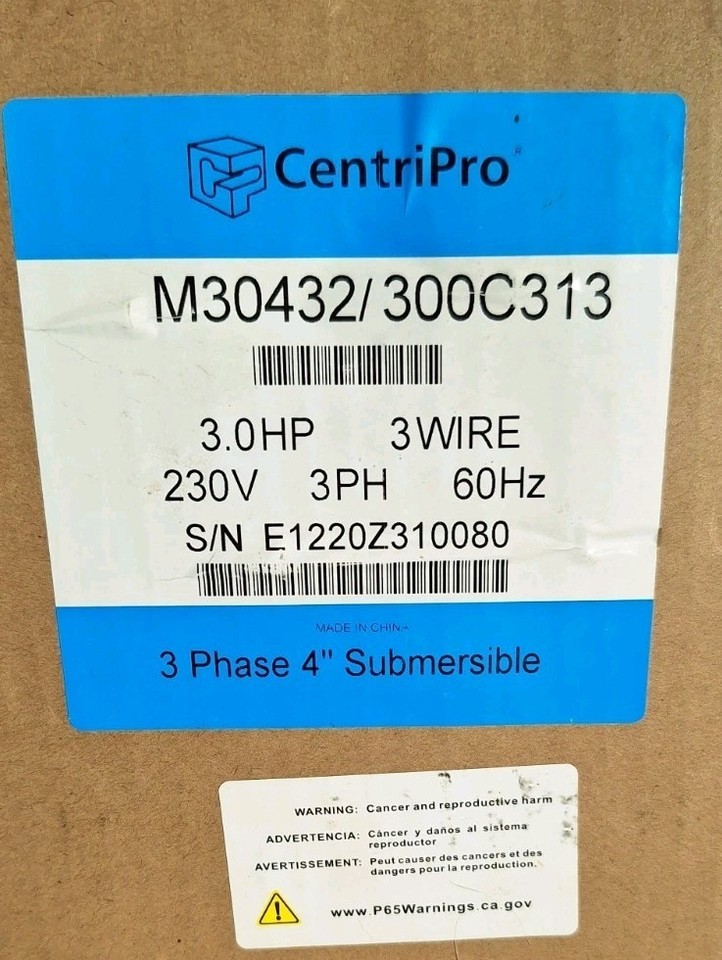 CentriPro®
M30432/300C313
3.0HP 3WIRE
230V 3PH 60Hz
S/N E1220Z310080
MADE IN CHINA
3 Phase 4" Submersible
WARNING: Cancer and reproductive harm
ADVERTENCIA: Câncer y daños al sistema
reproductor
AVERTISSEMENT: Peut causer des cancers et des
dangers pour la reproduction.
www.P65Warnings.ca.gov